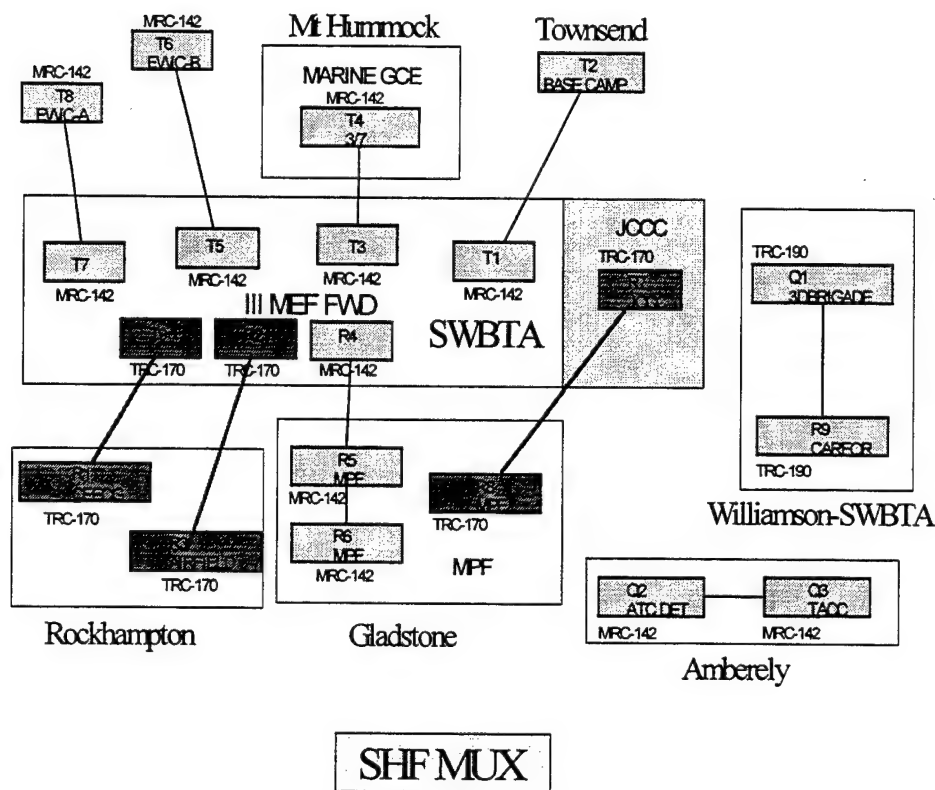 Mt Hummock
Townsend
MRC-142
T6
EWC-B
MRC-142
T8
EWC-A
MARINE GCE
MRC-142
T4
3/7
T2
BASE CAMP
T7
MRC-142
T5
MRC-142
T3
MRC-142
T1
MRC-142
JCCC
TRC-170
III MEF FWD
SWBTA
TRC-170
TRC-170
R4
MRC-142
TRC-190
Q1
3DBRIGADE
R9
CARFOR
TRC-190
Williamson-SWBTA
TRC-170
TRC-170
Rockhampton
R5
MPF
MRC-142
R6
MPF
MRC-142
TRC-170
MPF
Gladstone
Q2
ATC DET
MRC-142
Q3
TACC
MRC-142
Amberely
SHF MUX